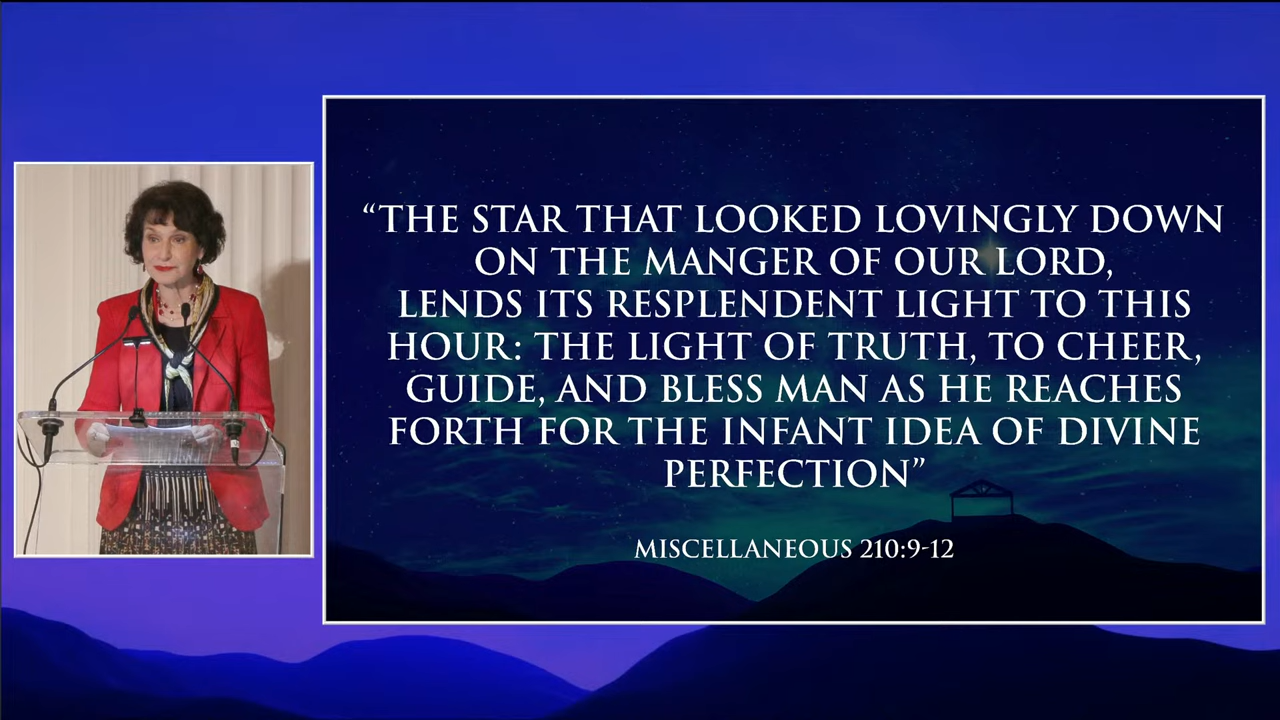 “THE STAR THAT LOOKED LOVINGLY DOWN
ON THE MANGER OF OUR LORD,
LENDS ITS RESPLENDENT LIGHT TO THIS
HOUR: THE LIGHT OF TRUTH, TO CHEER,
GUIDE, AND BLESS MAN AS HE REACHES
FORTH FOR THE INFANT IDEA OF DIVINE
PERFECTION”
MISCELLANEOUS 210:9-12